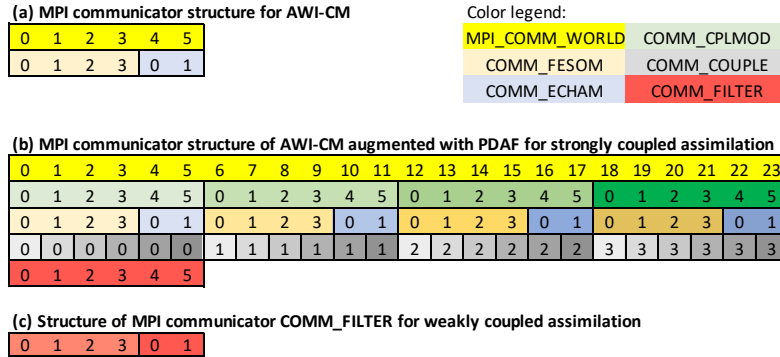 (a) MPI communicator structure for AWI-CM
0 1 2 3 4 5
0 1 2 3 0 1
Color legend:
MPI_COMM_WORLD COMM_CPLMOD
COMM_FESOM COMM_COUPLE
COMM_ECHAM COMM_FILTER
(b) MPI communicator structure of AWI-CM augmented with PDAF for strongly coupled assimilation
0 1 2 3 4 5 6 7 8 9 10 11 12 13 14 15 16 17 18 19 20 21 22 23
0 1 2 3 4 5 0 1 2 3 4 5 0 1 2 3 4 5 0 1 2 3 4 5
0 1 2 3 0 1 0 1 2 3 0 1 0 1 2 3 0 1 0 1 2 3 0 1
0 0 0 0 0 0 1 1 1 1 1 1 2 2 2 2 2 2 3 3 3 3 3 3
0 1 2 3 4 5
(c) Structure of MPI communicator COMM_FILTER for weakly coupled assimilation
0 1 2 3 0 1